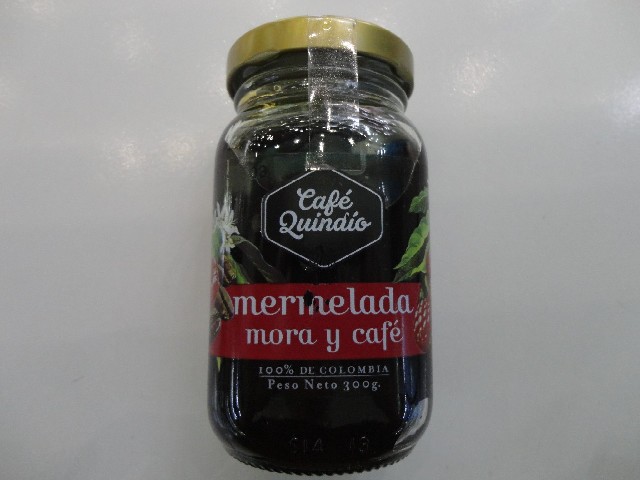 Café
Quindío
mermelada
mora y café
100% DE COLOMBIA
Peso Neto 300g.